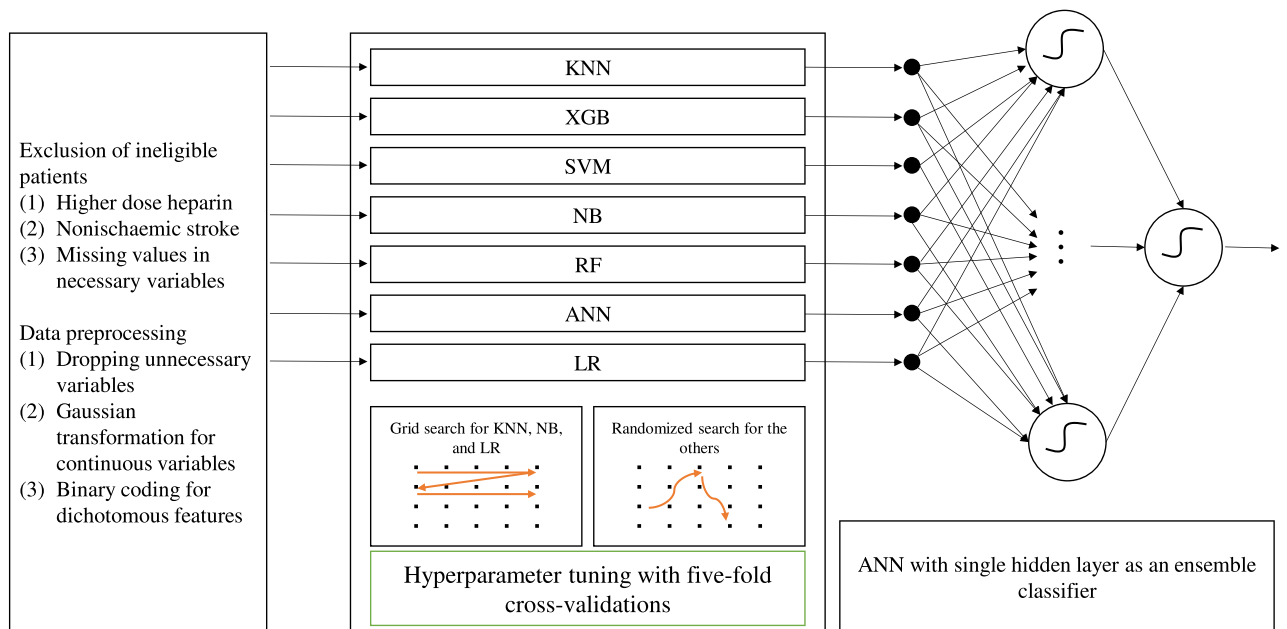 Exclusion of ineligible
patients
(1) Higher dose heparin
(2) Nonischaemic stroke
(3) Missing values in
necessary variables
Data preprocessing
(1) Dropping unnecessary
variables
(2) Gaussian
transformation for
continuous variables
(3) Binary coding for
dichotomous features
KNN
XGB
SVM
NB
RF
ANN
LR
Grid search for KNN, NB,
and LR
Randomized search for the
others
Hyperparameter tuning with five-fold
cross-validations
ANN with single hidden layer as an ensemble
classifier